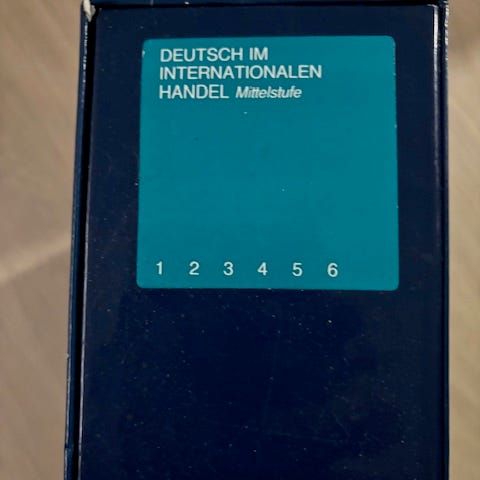 DEUTSCH IM
INTERNATIONALEN
HANDEL Mittelstufe
1 2 3 4 5 6